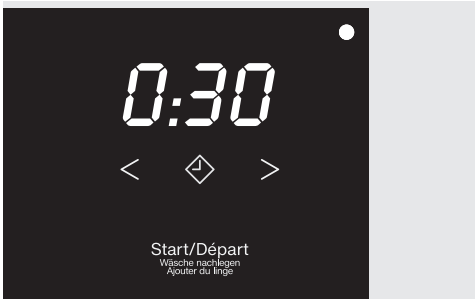 0:30
< >
Start/Départ
Wäsche nachlegen
Ajouter du linge